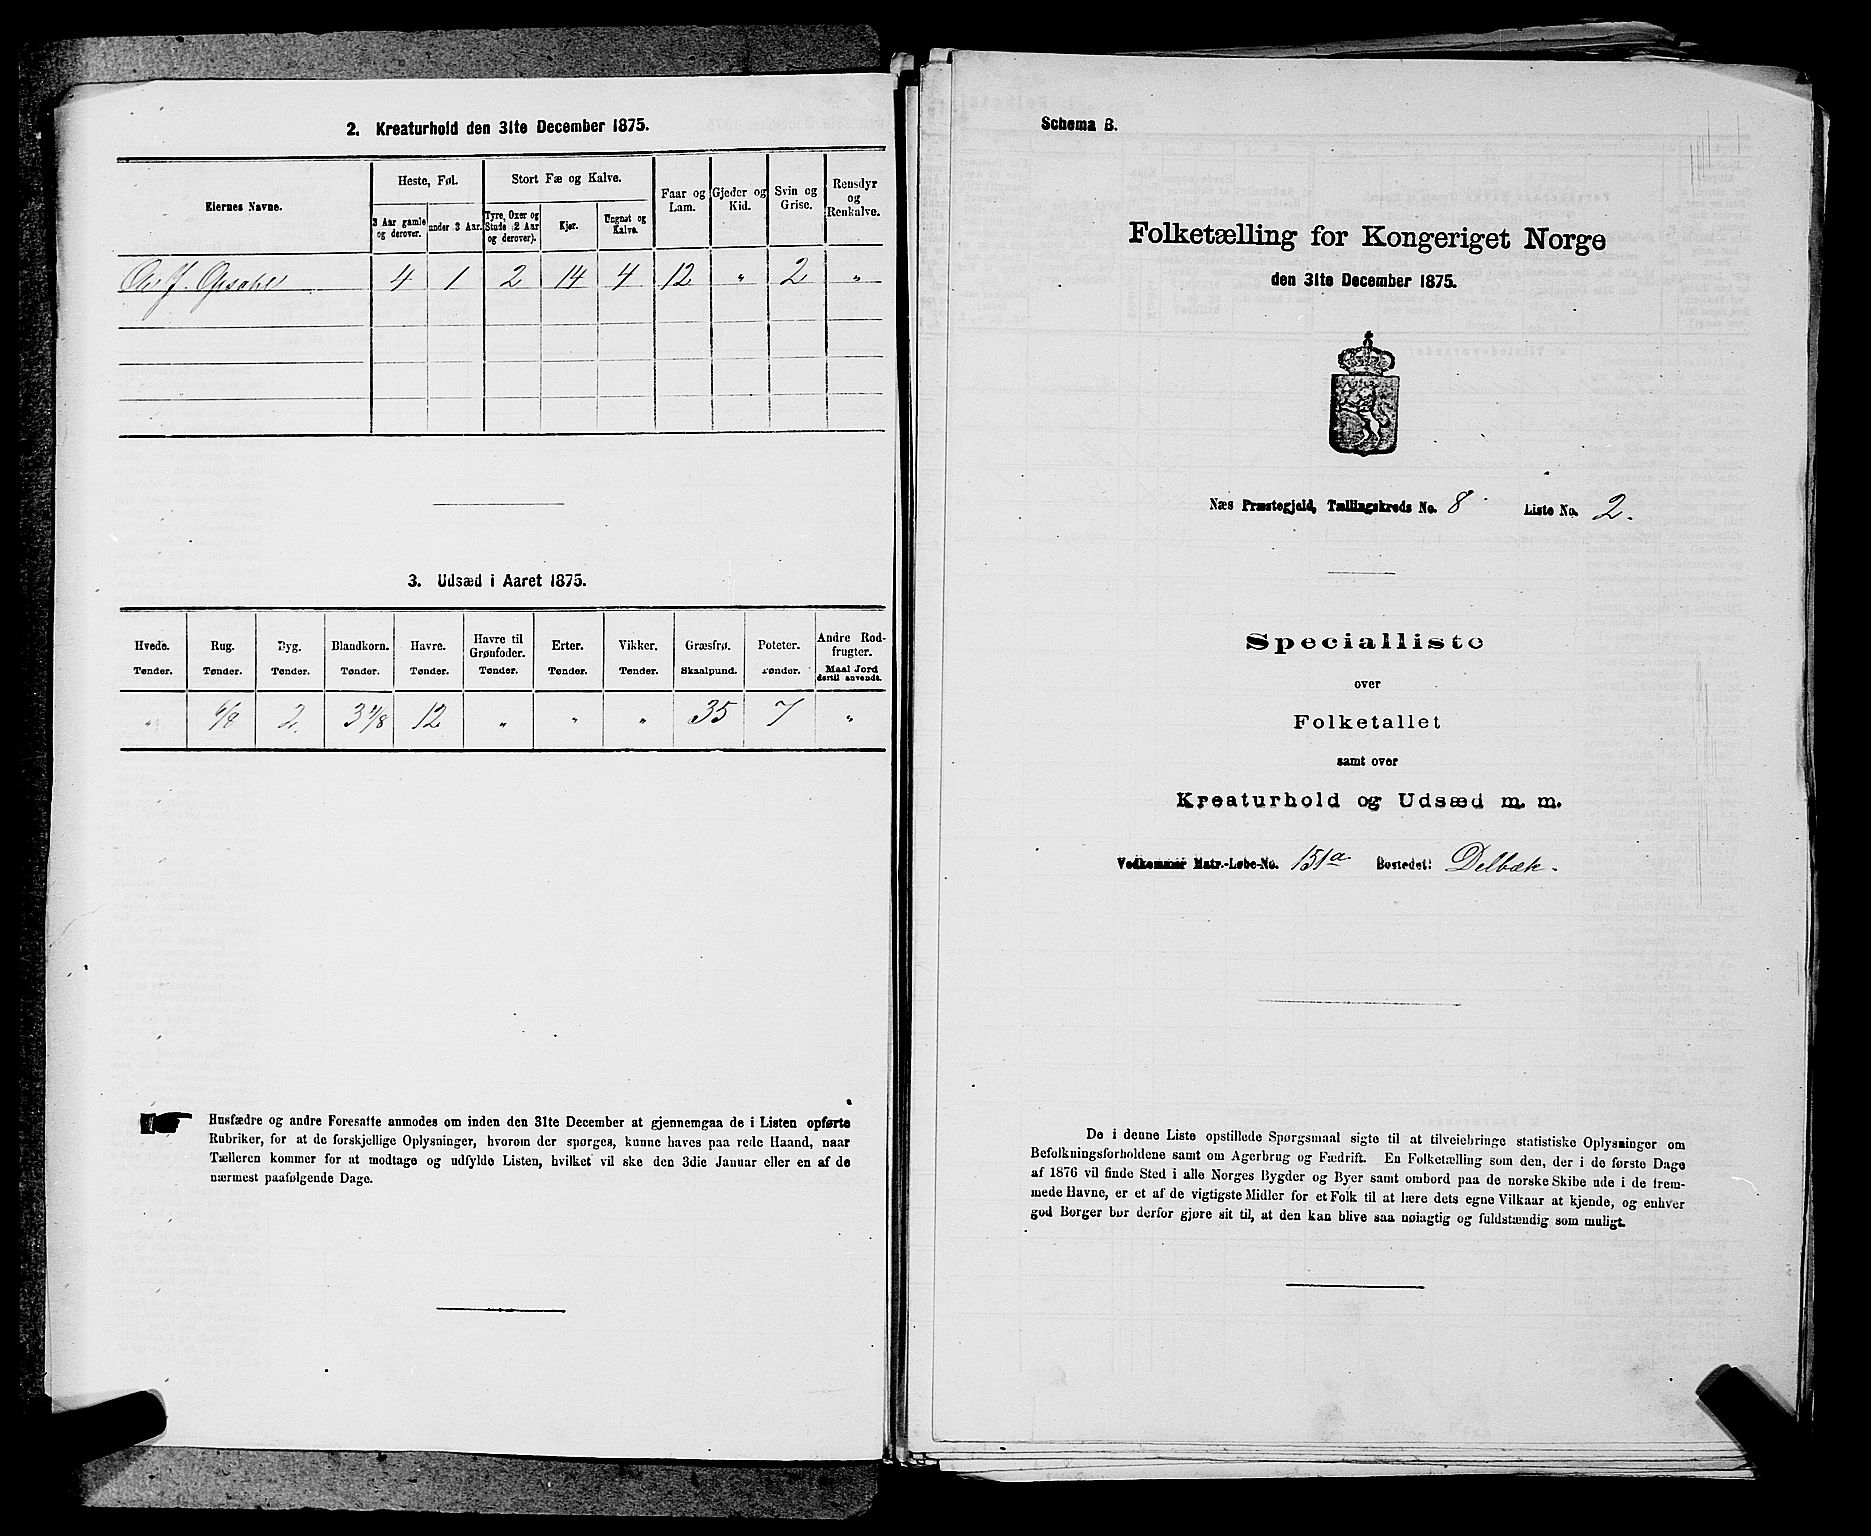 2. Kreaturhold den 31te December 1875.
Eiernes Navne.
Heste, Føl.
3 Aar gamle og derover.
under 3 Aar.
Stort Fæ og Kalve.
Tyre, Oxer og Stude (2 Aar og derover).
Kjør.
Ungnøt og Kalve.
Faar og Lam.
Gjeder og Kid.
Svin og Grise.
Rensdyr og Renkalve.
Opsahl 4 1 2 14 4 12 " 2 "
3. Udsæd i Aaret 1875.
Hvede. Rug. Byg. Blandkorn. Havre. Havre til Grønfoder. Erter. Vikker. Græsfrø. Poteter. Andre Rodfrugter.
Tønder. Tønder. Tønder. Tønder. Tønder. Tønder. Tønder. Tønder. Skaalpund. Tønder. Maal Jord dertil anvendt.
" 2 12 " " " 35 7 "
Husfædre og andre Foresatte anmodes om inden den 31te December at gjennemgaa de i Listen opførte
Rubriker, for at de forskjellige Oplysninger, hvorom der spørges, kunne haves paa rede Haand, naar
Tælleren kommer for at modtage og udfylde Listen, hvilket vil ske den 3die Januar eller en af de
nærmest paafølgende Dage.
Schema B.
Folketælling for Kongeriget Norge
den 31te December 1875.
Næs Præstegjeld, Tællingskreds No. 8 Liste No. 2.
Specialliste
over
Folketallet
samt over
Kreaturhold og Udsæd m. m.
Vedkommer Matr.-Løbe-No. 151a Bostedet: Delbæk.
De i denne Liste opstillede Spørgsmaal sigte til at tilveiebringe statistiske Oplysninger om
Befolkningsforholdene samt om Agerbrug og Fædrift. En Folketælling som den, der i de første Dage
af 1876 vil finde Sted i alle Norges Bygder og Byer samt ombord paa de norske Skibe ude i de frem-
mede Havne, er et af de vigtigste Midler for et Folk til at lære dets egne Vilkaar at kjende, og enhver
god Borger bør derfor gjøre sit til, at den kan blive saa nøiagtig og fuldstændig som muligt.